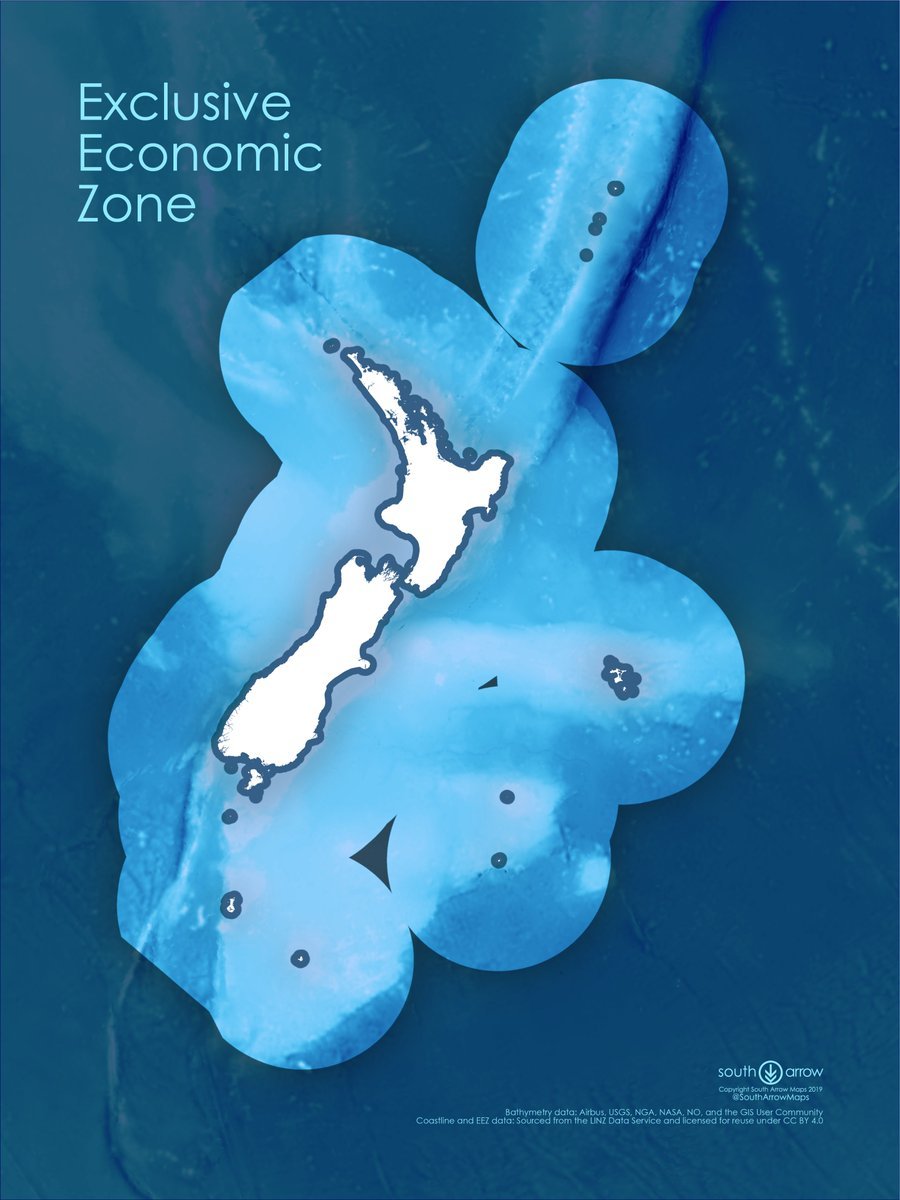 Exclusive
Economic
Zone
south arrow
Copyright South Arrow Maps 2019
@SouthArrowMaps
Bathymetry data: Airbus, USGS, NGA, NASA, NO, and the GIS User Community
Coastline and EEZ data: Sourced from the LINZ Data Service and licensed for reuse under CC BY 4.0